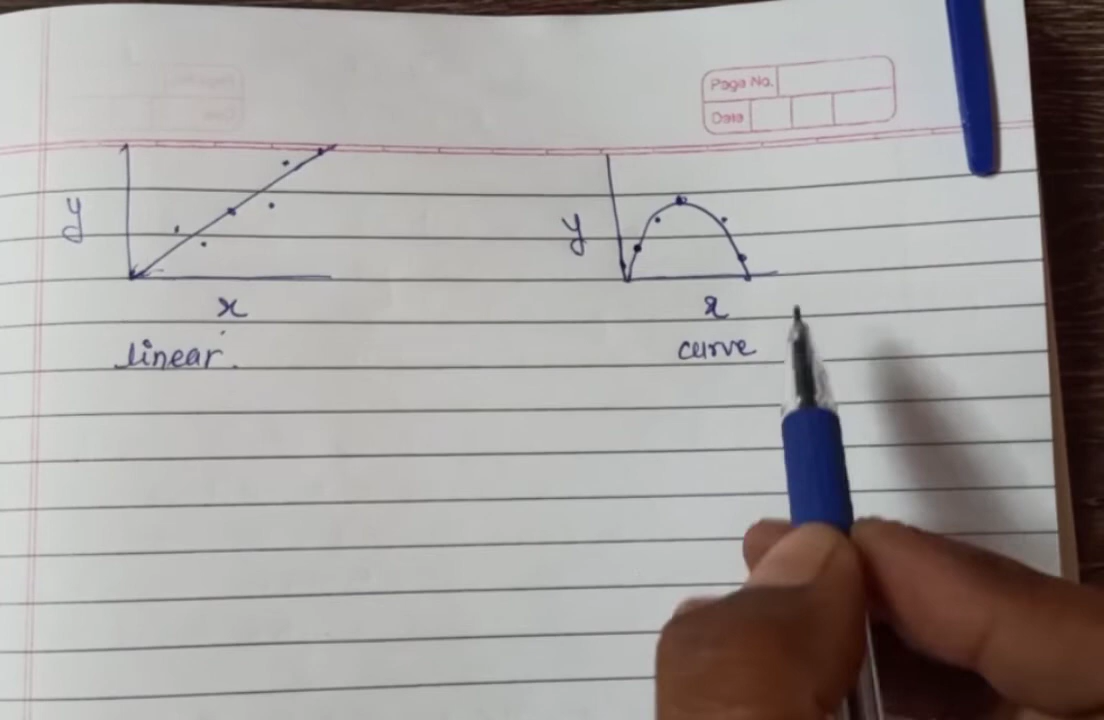 Page No.
Date
y
y
x
x
linear.
curve